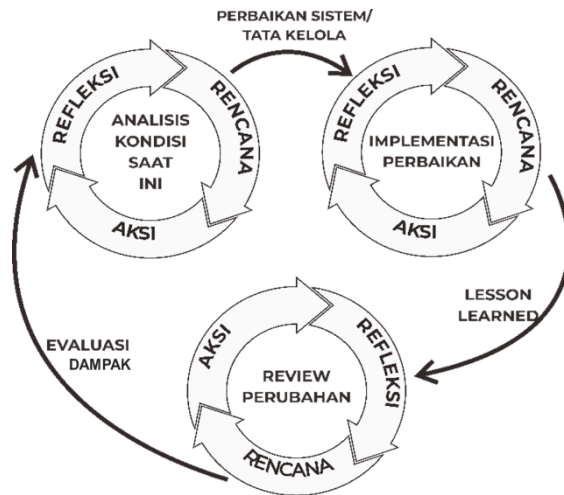 PERBAIKAN SISTEM/
TATA KELOLA
REFLEKSI
RENCANA
AKSI
ANALISIS
KONDISI
SAAT
INI
REFLEKSI
RENCANA
AKSI
IMPLEMENTASI
PERBAIKAN
LESSON
LEARNED
EVALUASI
DAMPAK
AKSI
REFLEKSI
RENCANA
REVIEW
PERUBAHAN